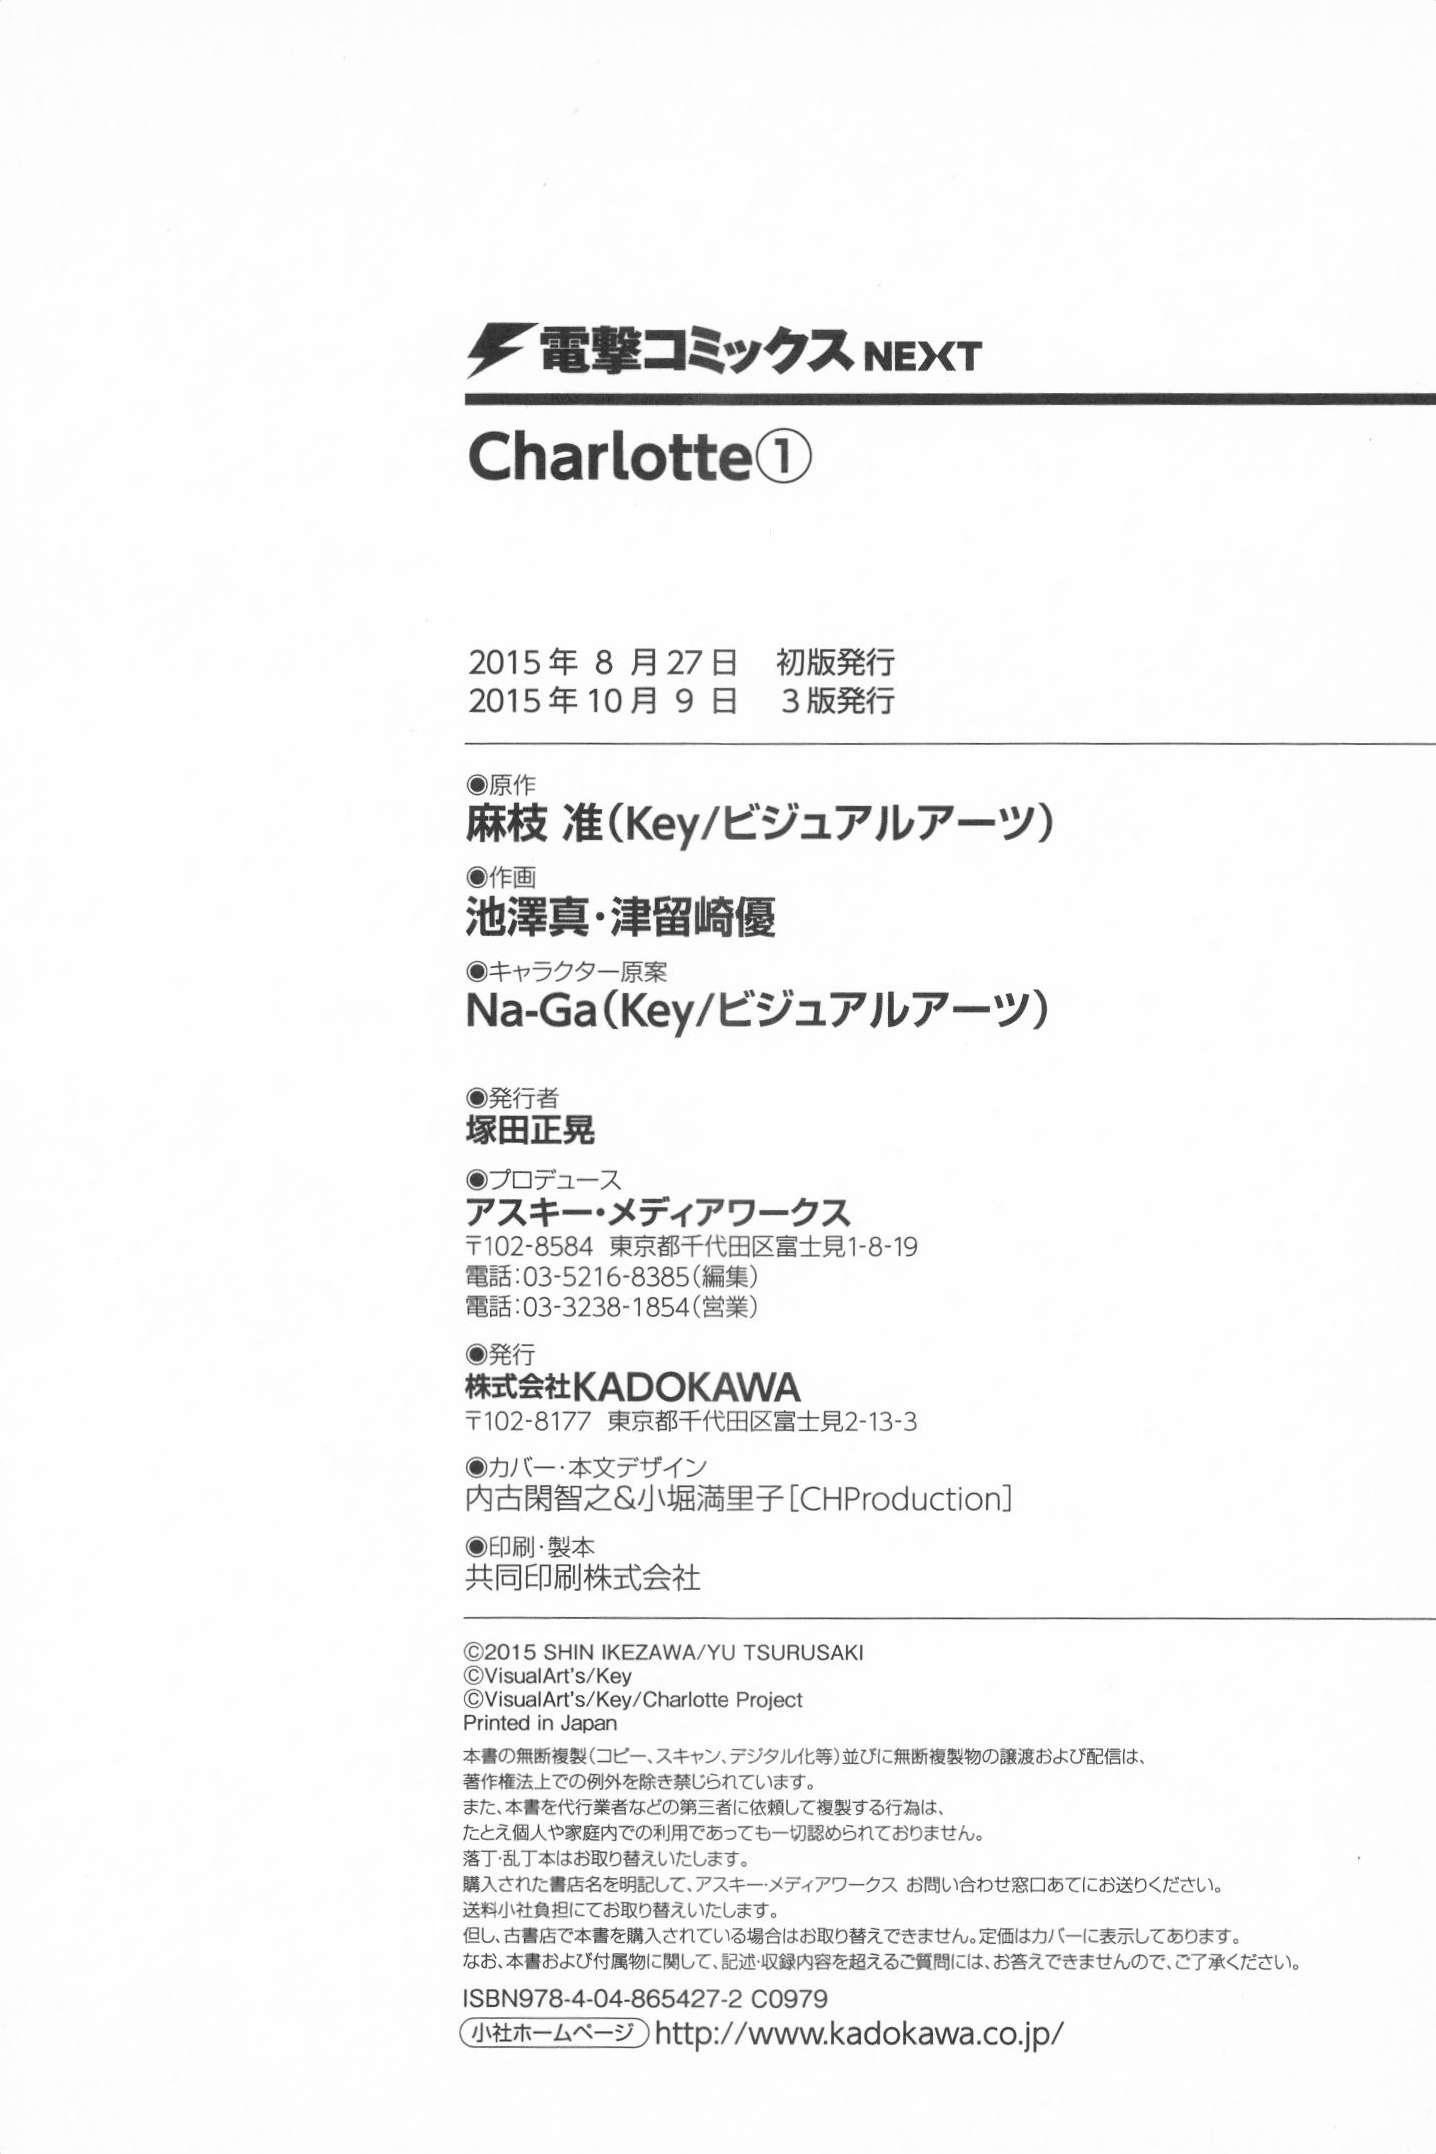 電撃コミックスNEXT
Charlotte①
2015年 8 月27日 初版発行
2015年10月 9 日 3版発行
◉原作
麻枝 准(Key/ビジュアルアーツ)
◉作画
池澤真・津留崎優
◉キャラクター原案
Na-Ga(Key/ビジュアルアーツ)
◉発行者
塚田正晃
◉プロデュース
アスキー・メディアワークス
〒102-8584 東京都千代田区富士見1-8-19
電話:03-5216-8385(編集)
電話:03-3238-1854(営業)
◉発行
株式会社KADOKAWA
〒102-8177 東京都千代田区富士見2-13-3
◉カバー・本文デザイン
内古閑智之&小堀満里子[CHProduction]
◉印刷・製本
共同印刷株式会社
©2015 SHIN IKEZAWA/YU TSURUSAKI
©VisualArt's/Key
©VisualArt's/Key/Charlotte Project
Printed in Japan
本書の無断複製(コピー、スキャン、デジタル化等)並びに無断複製物の譲渡および配信は、
著作権法上での例外を除き禁じられています。
また、本書を代行業者などの第三者に依頼して複製する行為は、
たとえ個人や家庭内での利用であっても一切認められておりません。
落丁・乱丁本はお取り替えいたします。
購入された書店名を明記して、アスキー・メディアワークス お問い合わせ窓口あてにお送りください。
送料小社負担にてお取り替えいたします。
但し、古書店で本書を購入されている場合はお取り替えできません。定価はカバーに表示してあります。
なお、本書および付属物に関して、記述・収録内容を超えるご質問には、お答えできませんので、ご了承ください。
ISBN978-4-04-865427-2 C0979
小社ホームページ http://www.kadokawa.co.jp/